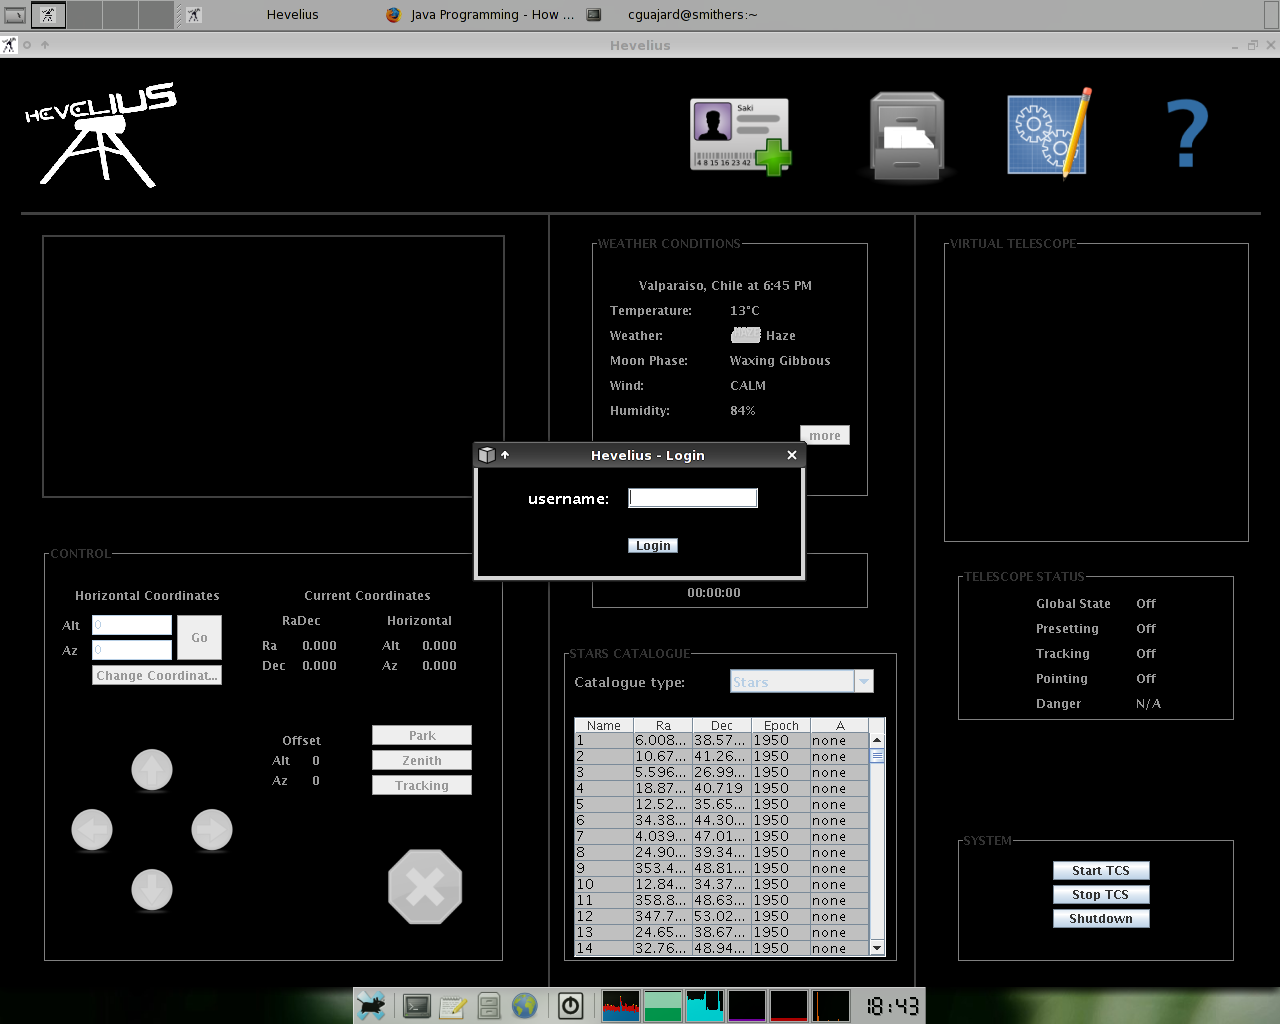 Hevelius
Java Programming - How ...
cguajard@smithers:~
Hevelius
HEVELIUS
Saki
4 8 15 16 23 42
?
WEATHER CONDITIONS
Valparaiso, Chile at 6:45 PM
Temperature: 13°C
Weather: Haze
Moon Phase: Waxing Gibbous
Wind: CALM
Humidity: 84%
more
VIRTUAL TELESCOPE
Hevelius - Login
username:
Login
CONTROL
Horizontal Coordinates
Alt 0
Az 0
Go
Change Coordinat...
Current Coordinates
RaDec Horizontal
Ra 0.000 Alt 0.000
Dec 0.000 Az 0.000
Offset
Alt 0
Az 0
Park
Zenith
Tracking
00:00:00
STARS CATALOGUE
Catalogue type: Stars
Name Ra Dec Epoch A
1 6.008... 38.57... 1950 none
2 10.67... 41.26... 1950 none
3 5.596... 26.99... 1950 none
4 18.87... 40.719 1950 none
5 12.52... 35.65... 1950 none
6 34.38... 44.30... 1950 none
7 4.039... 47.01... 1950 none
8 24.90... 39.34... 1950 none
9 353.4... 48.81... 1950 none
10 12.84... 34.37... 1950 none
11 358.8... 48.63... 1950 none
12 347.7... 53.02... 1950 none
13 24.65... 38.67... 1950 none
14 32.76... 48.94... 1950 none
TELESCOPE STATUS
Global State Off
Presetting Off
Tracking Off
Pointing Off
Danger N/A
SYSTEM
Start TCS
Stop TCS
Shutdown
18:43